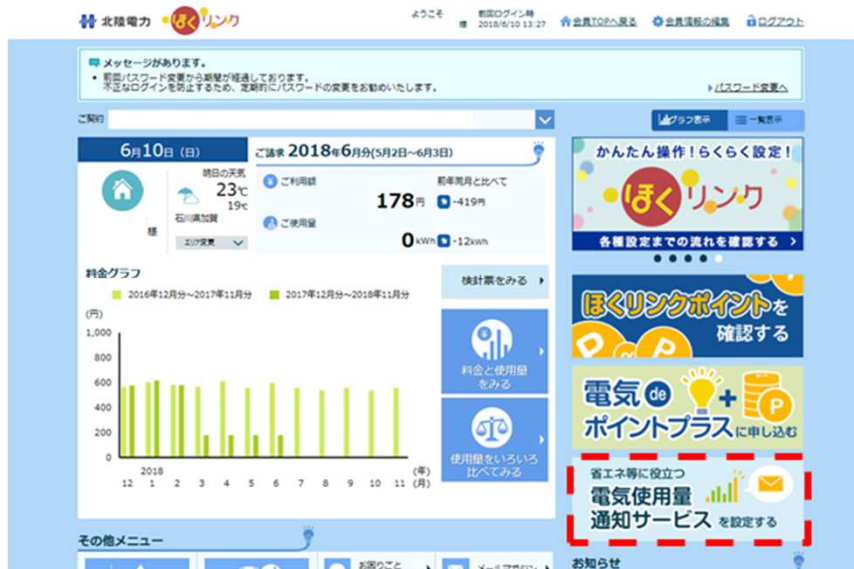 北陸電力 ほくリンク
ようこそ 前回ログイン時
様 2018/6/10 13:27 会員TOPへ戻る 会員情報の編集 ログアウト
メッセージがあります。
• 前回パスワード変更から期間が経過しております。
不正なログインを防止するため、定期的にパスワードの変更をお勧めいたします。
パスワード変更へ
ご契約
グラフ表示 一覧表示
6月10日（日）
明日の天気
23℃
19℃
石川県加賀
様
エリア変更
ご請求 2018年6月分(5月2日～6月3日)
ご利用額 前年同月と比べて
178円 -419円
ご使用量
0kWh -12kwh
料金グラフ
2016年12月分～2017年11月分 2017年12月分～2018年11月分
(円)
1,000
800
600
400
200
0
2018 (年)
12 1 2 3 4 5 6 7 8 9 10 11 (月)
検針票をみる
料金と使用量
をみる
使用量をいろいろ
比べてみる
かんたん操作！らくらく設定！
ほくリンク
各種設定までの流れを確認する
ほくリンクポイントを
確認する
電気 de +
ポイントプラスに申し込む
省エネ等に役立つ
電気使用量
通知サービス を設定する
その他メニュー
お困りごと
メールマガジン
お知らせ